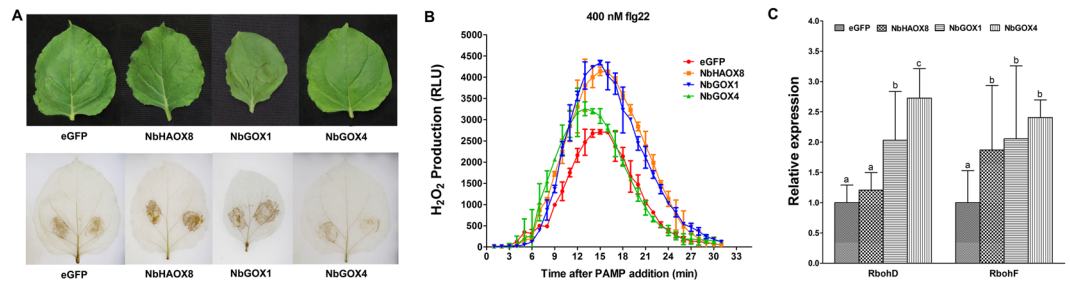 A
eGFP NbHAOX8 NbGOX1 NbGOX4
eGFP NbHAOX8 NbGOX1 NbGOX4
B
400 nM flg22
H2O2 Production (RLU)
5000
4500
4000
3500
3000
2500
2000
1500
1000
500
0
eGFP
NbHAOX8
NbGOX1
NbGOX4
0 3 6 9 12 15 18 21 24 27 30 33
Time after PAMP addition (min)
C
eGFP NbHAOX8 NbGOX1 NbGOX4
Relative expression
4.0
3.5
3.0
2.5
2.0
1.5
1.0
0.5
0.0
a a b c
a b b b
RbohD RbohF